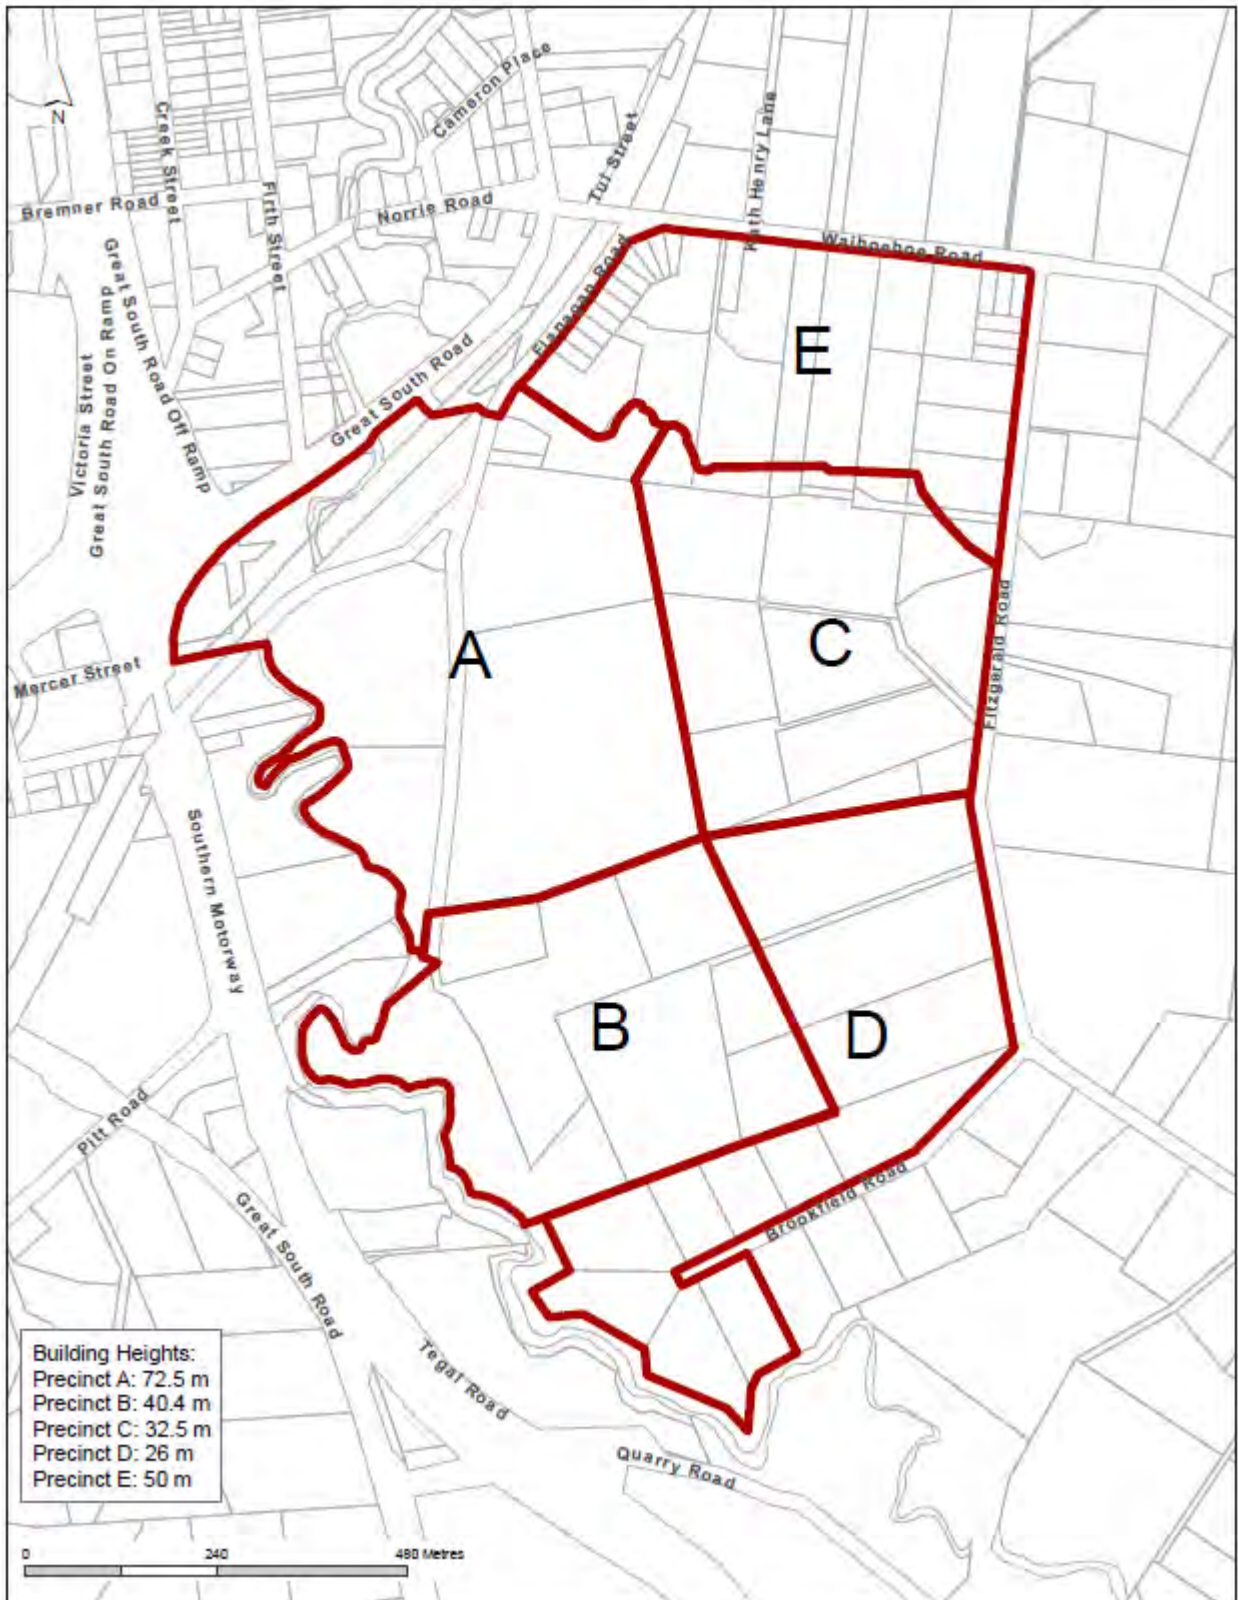 Cameron Place
Creek Street
Tui Street
Kath Henry Lane
N
Bremner Road
Firth Street
Norrie Road
Waihoehoe Road
Flanagan Road
Great South Road Off Ramp
Great South Road On Ramp
Victoria Street
Great South Road
E
A
C
Fitzgerald Road
Mercer Street
Southern Motorway
B
D
Pitt Road
Brookfield Road
Great South Road
Tegal Road
Quarry Road
Building Heights:
Precinct A: 72.5 m
Precinct B: 40.4 m
Precinct C: 32.5 m
Precinct D: 26 m
Precinct E: 50 m
0 240 480 Metres